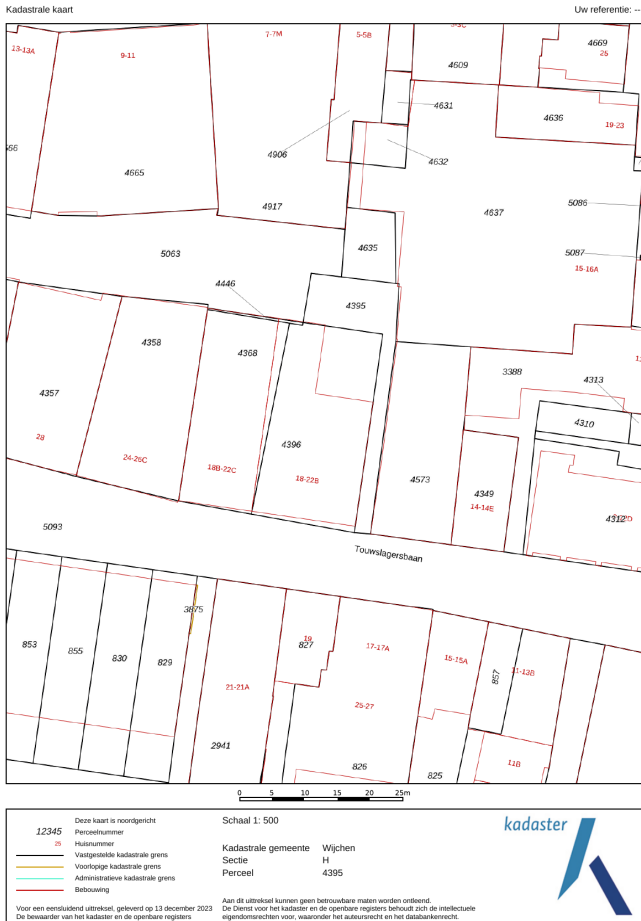 Kadastrale kaart
Uw referentie: --
13-13A
9-11
7-7M
5-5B
4669
25
4609
4631
4636
19-23
4906
4632
4665
4917
4637
5086
5063
4635
5087
15-16A
4446
4395
4358
4368
3388
4313
4357
4310
28
24-26C
18B-22C
4396
18-22B
4573
4349
14-14E
4312
5093
Touwslagersbaan
3875
853
855
830
829
19
827
17-17A
15-15A
857
11-13B
21-21A
25-27
2941
826
825
11B
0 5 10 15 20 25m
Deze kaart is noordgericht
12345 Perceelnummer
25 Huisnummer
Vastgestelde kadastrale grens
Voorlopige kadastrale grens
Administratieve kadastrale grens
Bebouwing
Voor een eensluidend uittreksel, geleverd op 13 december 2023
De bewaarder van het kadaster en de openbare registers
Schaal 1: 500
Kadastrale gemeente Wijchen
Sectie H
Perceel 4395
Aan dit uittreksel kunnen geen betrouwbare maten worden ontleend.
De Dienst voor het kadaster en de openbare registers behoudt zich de intellectuele
eigendomsrechten voor, waaronder het auteursrecht en het databankenrecht.
kadaster